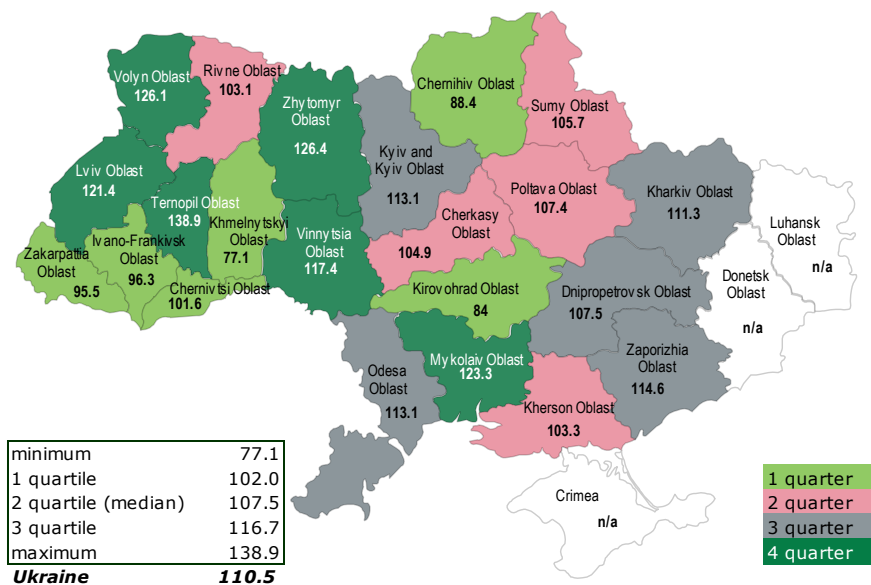 Volyn Oblast
126.1
Rivne Oblast
103.1
Zhytomyr
Oblast
126.4
Chernihiv Oblast
88.4
Sumy Oblast
105.7
Kyiv and
Kyiv Oblast
113.1
Lviv Oblast
121.4
Ternopil Oblast
138.9
Khmelnytskyi
Oblast
77.1
Vinnytsia
Oblast
117.4
Cherkasy
Oblast
104.9
Poltava Oblast
107.4
Kharkiv Oblast
111.3
Luhansk
Oblast
n/a
Donetsk
Oblast
n/a
Zakarpattia
Oblast
95.5
Ivano-Frankivsk
Oblast
96.3
Chernivtsi Oblast
101.6
Kirovohrad Oblast
84
Dnipropetrovsk Oblast
107.5
Zaporizhia
Oblast
114.6
Mykolaiv Oblast
123.3
Odesa
Oblast
113.1
Kherson Oblast
103.3
Crimea
n/a
minimum 77.1
1 quartile 102.0
2 quartile (median) 107.5
3 quartile 116.7
maximum 138.9
Ukraine 110.5
1 quarter
2 quarter
3 quarter
4 quarter